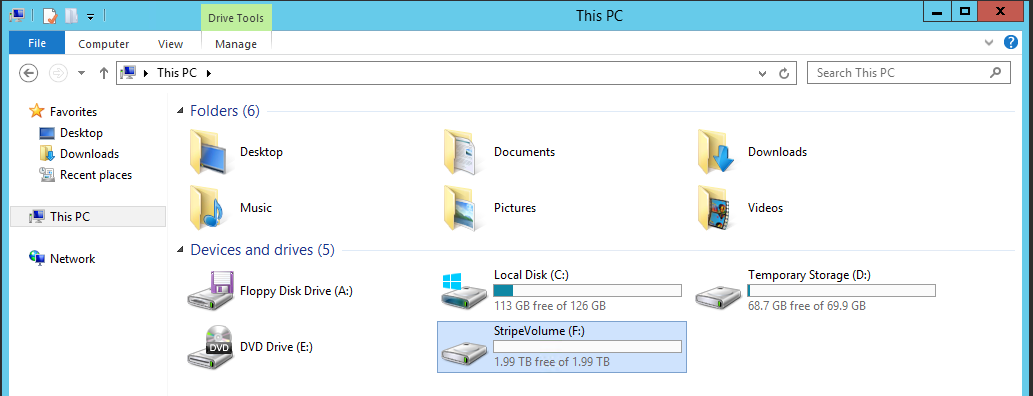 Drive Tools
This PC
File
Computer
View
Manage
This PC
Search This PC
Favorites
Desktop
Downloads
Recent places
This PC
Network
Folders (6)
Desktop
Documents
Downloads
Music
Pictures
Videos
Devices and drives (5)
Floppy Disk Drive (A:)
Local Disk (C:)
113 GB free of 126 GB
Temporary Storage (D:)
68.7 GB free of 69.9 GB
DVD
DVD Drive (E:)
StripeVolume (F:)
1.99 TB free of 1.99 TB